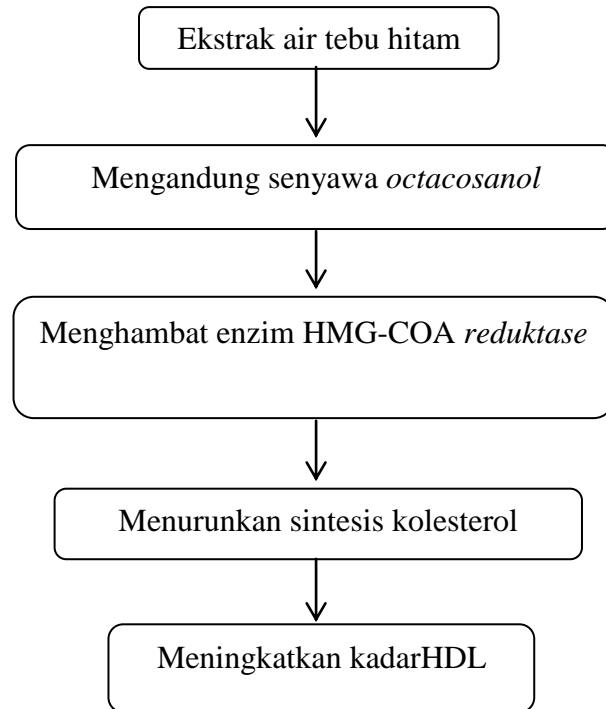 Ekstrak air tebu hitam
Mengandung senyawa octacosanol
Menghambat enzim HMG-COA reduktase
Menurunkan sintesis kolesterol
Meningkatkan kadarHDL